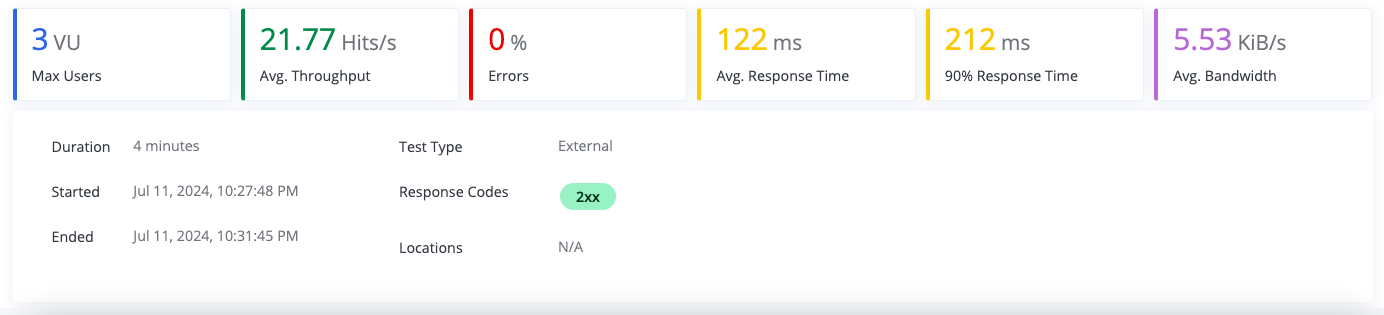 3 VU
Max Users
21.77 Hits/s
Avg. Throughput
0 %
Errors
122 ms
Avg. Response Time
212 ms
90% Response Time
5.53 KiB/s
Avg. Bandwidth
Duration 4 minutes
Started Jul 11, 2024, 10:27:48 PM
Ended Jul 11, 2024, 10:31:45 PM
Test Type External
Response Codes 2xx
Locations N/A